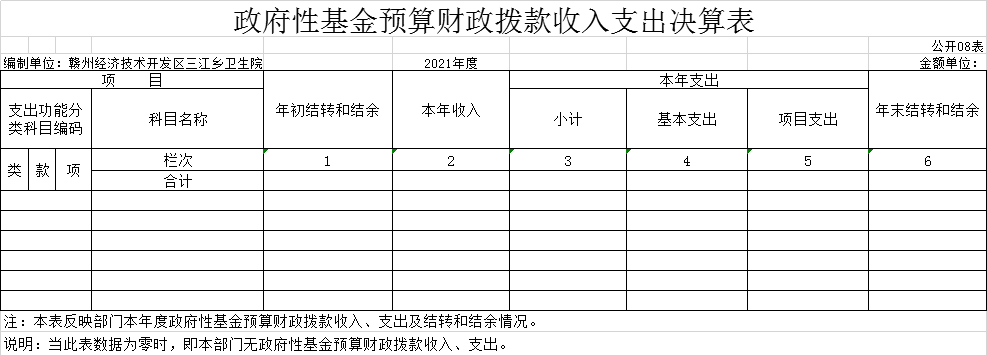 政府性基金预算财政拨款收入支出决算表
公开08表
编制单位：赣州经济技术开发区三江乡卫生院 2021年度 金额单位：
项 目 年初结转和结余 本年收入 本年支出 年末结转和结余
支出功能分类科目编码 科目名称 小计 基本支出 项目支出
类 款 项 栏次 1 2 3 4 5 6
合计
注：本表反映部门本年度政府性基金预算财政拨款收入、支出及结转和结余情况。
说明：当此表数据为零时，即本部门无政府性基金预算财政拨款收入、支出。